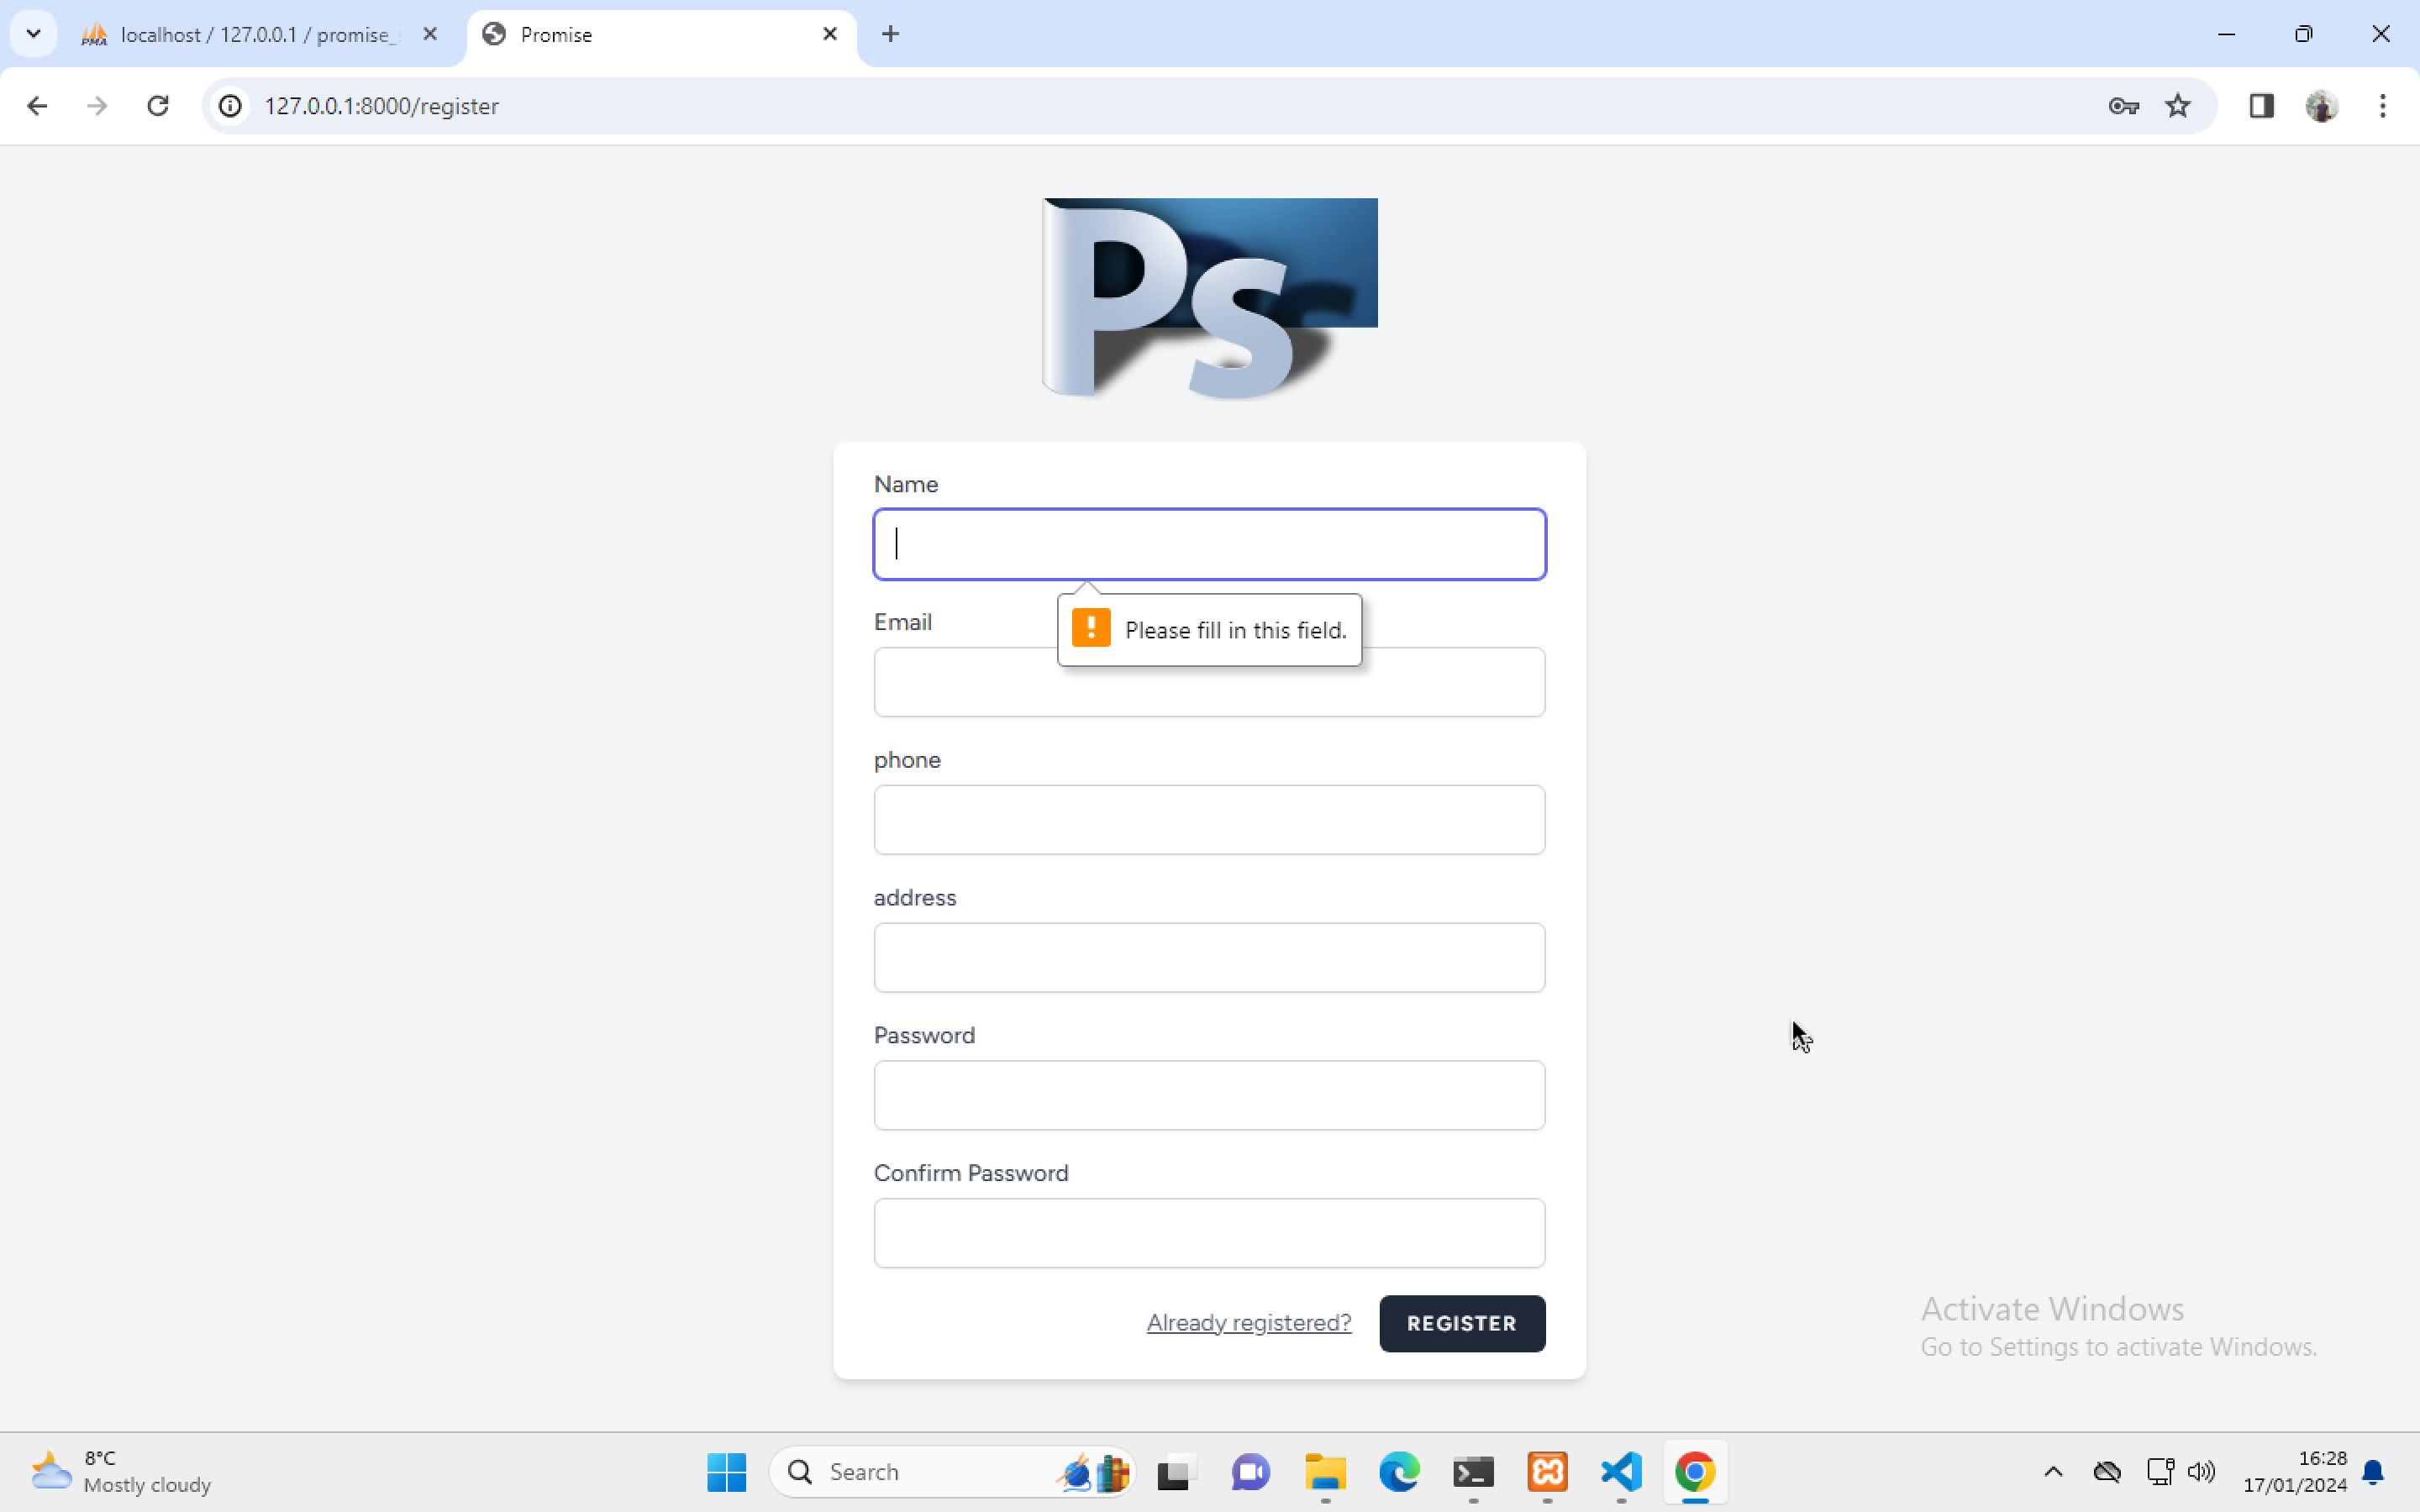 localhost / 127.0.0.1 / promise_
Promise
127.0.0.1:8000/register
Ps
Name
Please fill in this field.
Email
phone
address
Password
Confirm Password
Already registered? REGISTER
Activate Windows
Go to Settings to activate Windows.
8°C
Mostly cloudy
Search
16:28
17/01/2024